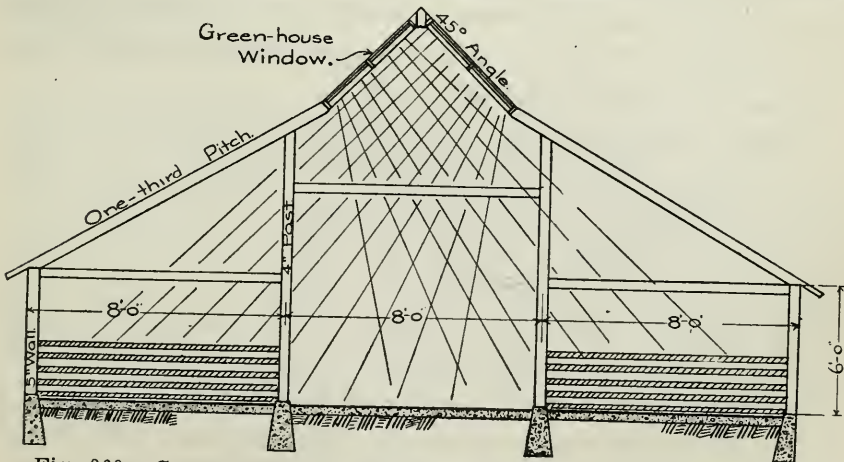 Green-house
Window.
45° Angle.
One-third Pitch.
4" Post
8'-0"
8'-0"
8'-0"
5" Wall.
6'-0"
Fig.